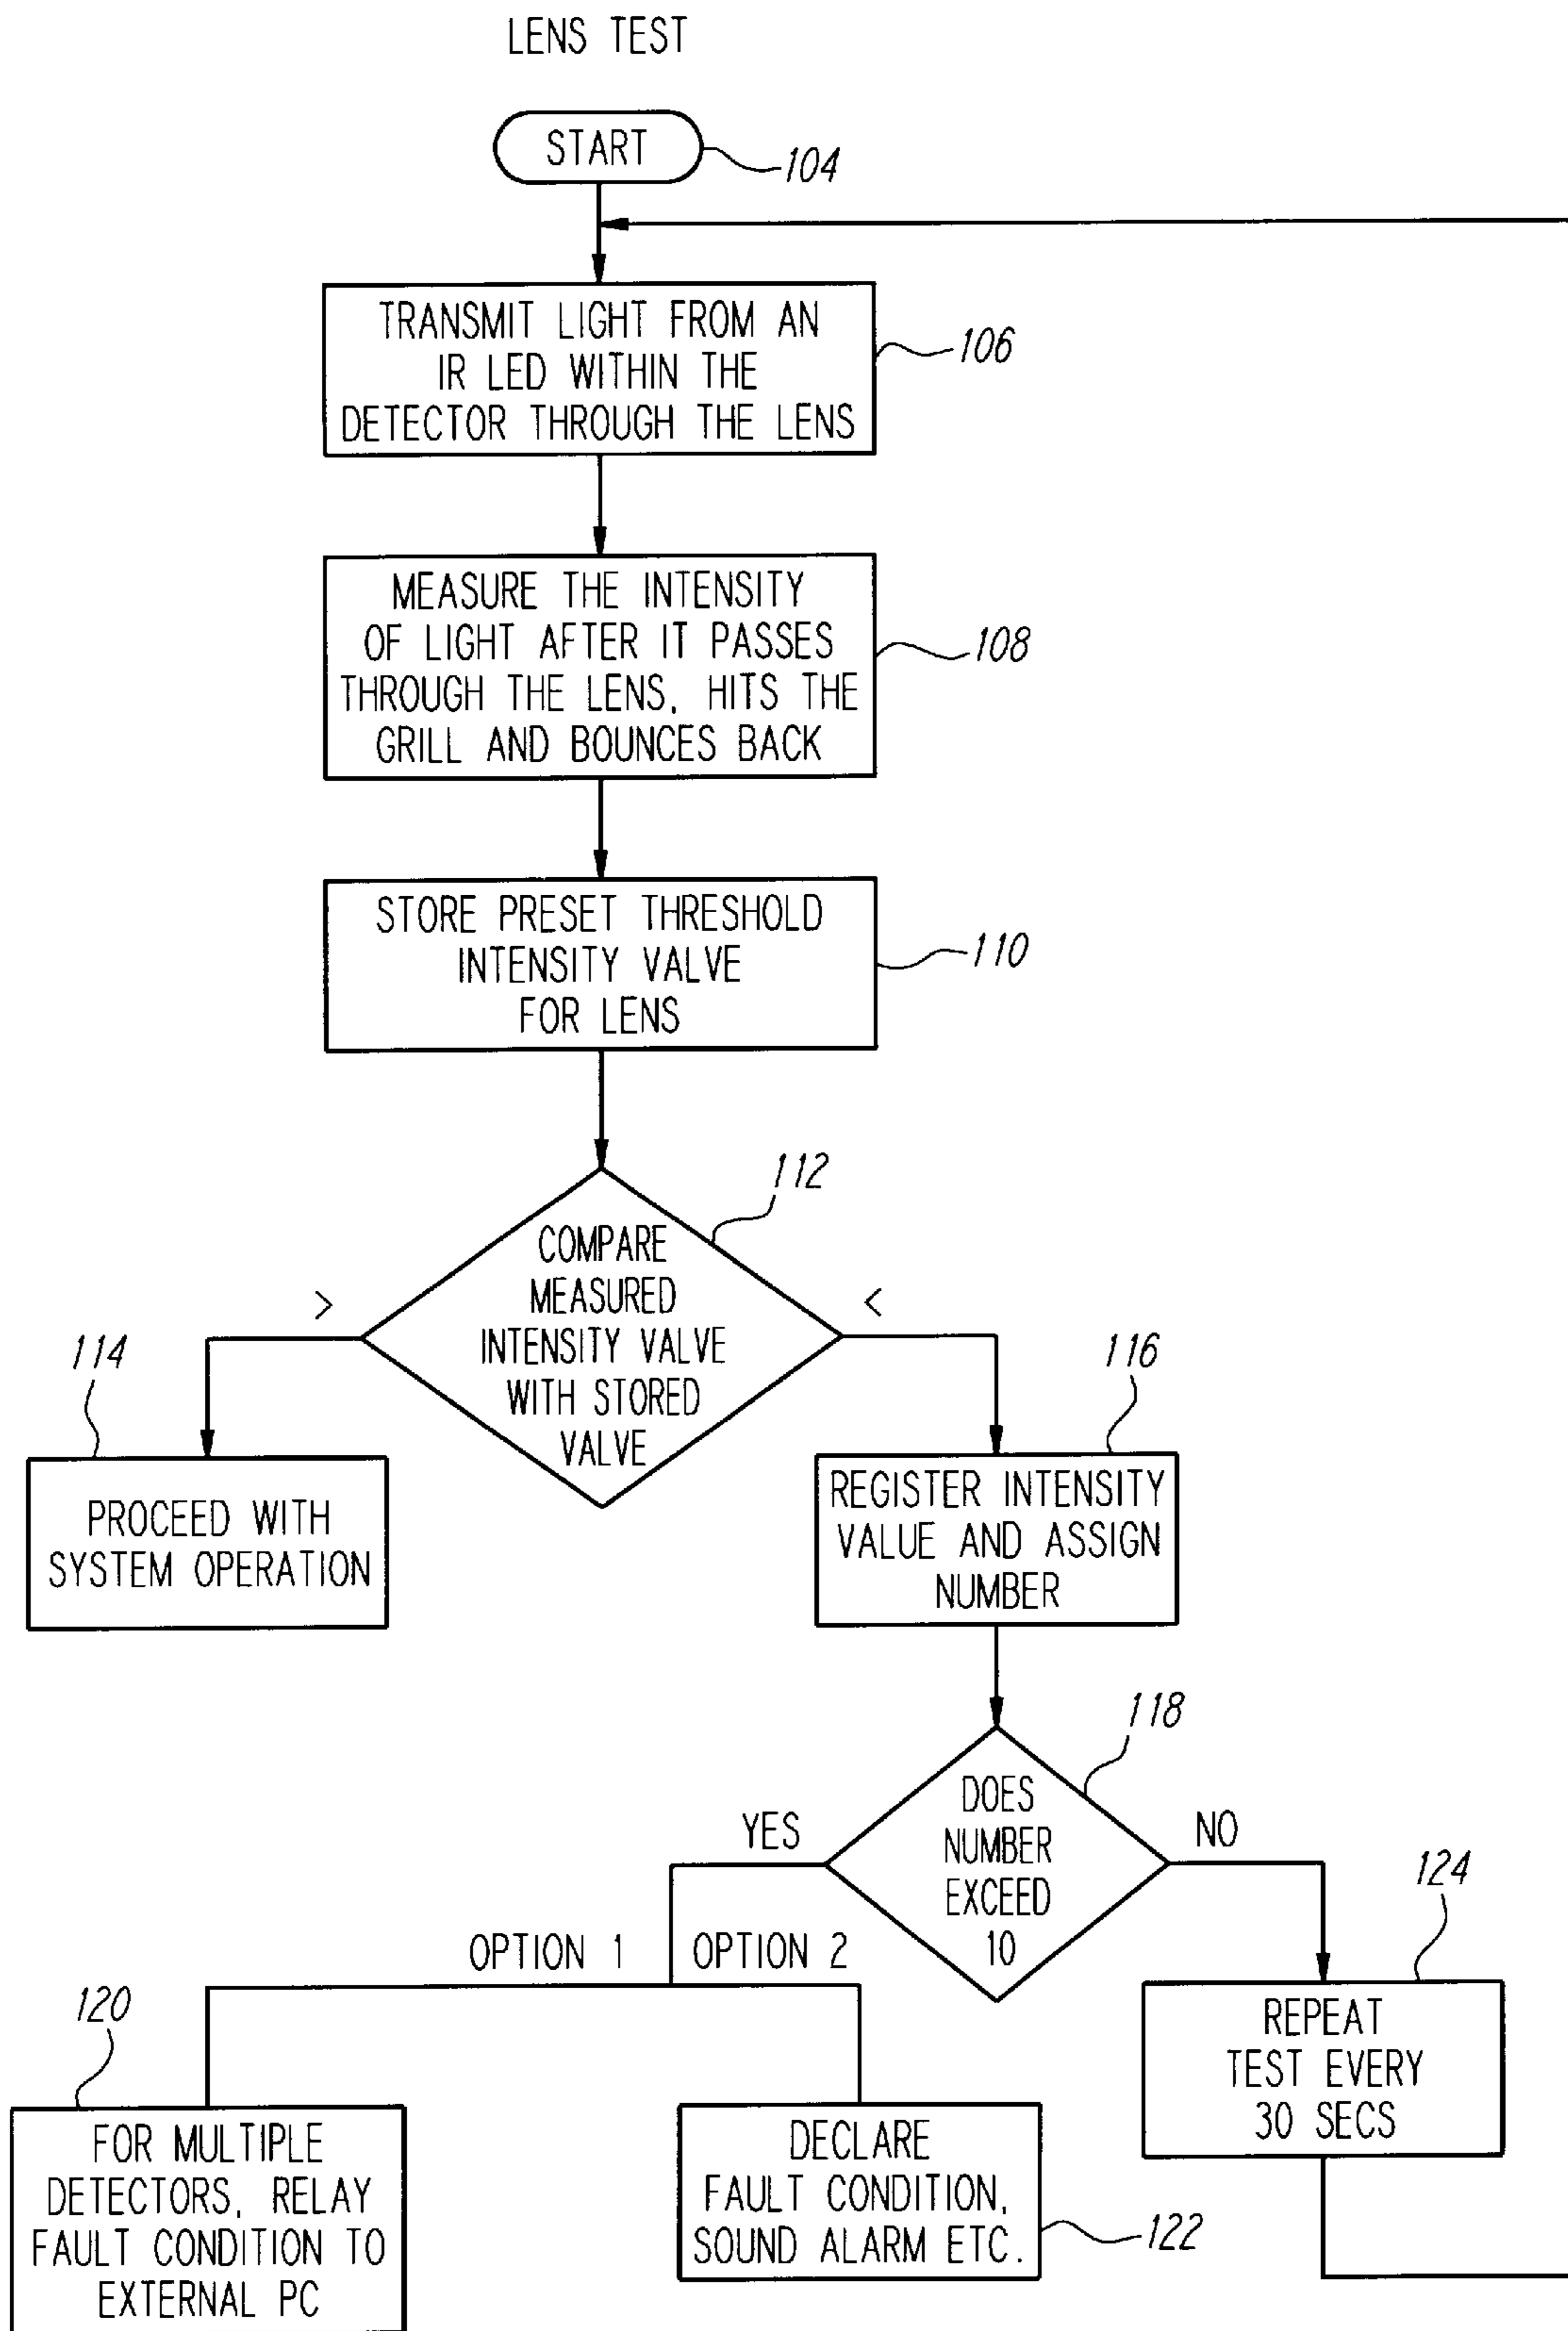 LENS TEST
START
104
TRANSMIT LIGHT FROM AN
IR LED WITHIN THE
DETECTOR THROUGH THE LENS
106
MEASURE THE INTENSITY
OF LIGHT AFTER IT PASSES
THROUGH THE LENS, HITS THE
GRILL AND BOUNCES BACK
108
STORE PRESET THRESHOLD
INTENSITY VALVE
FOR LENS
110
112
COMPARE
MEASURED
INTENSITY VALVE
WITH STORED
VALVE
>
<
114
PROCEED WITH
SYSTEM OPERATION
116
REGISTER INTENSITY
VALUE AND ASSIGN
NUMBER
118
DOES
NUMBER
EXCEED
10
YES
NO
OPTION 1
OPTION 2
120
FOR MULTIPLE
DETECTORS, RELAY
FAULT CONDITION TO
EXTERNAL PC
DECLARE
FAULT CONDITION,
SOUND ALARM ETC.
122
124
REPEAT
TEST EVERY
30 SECS